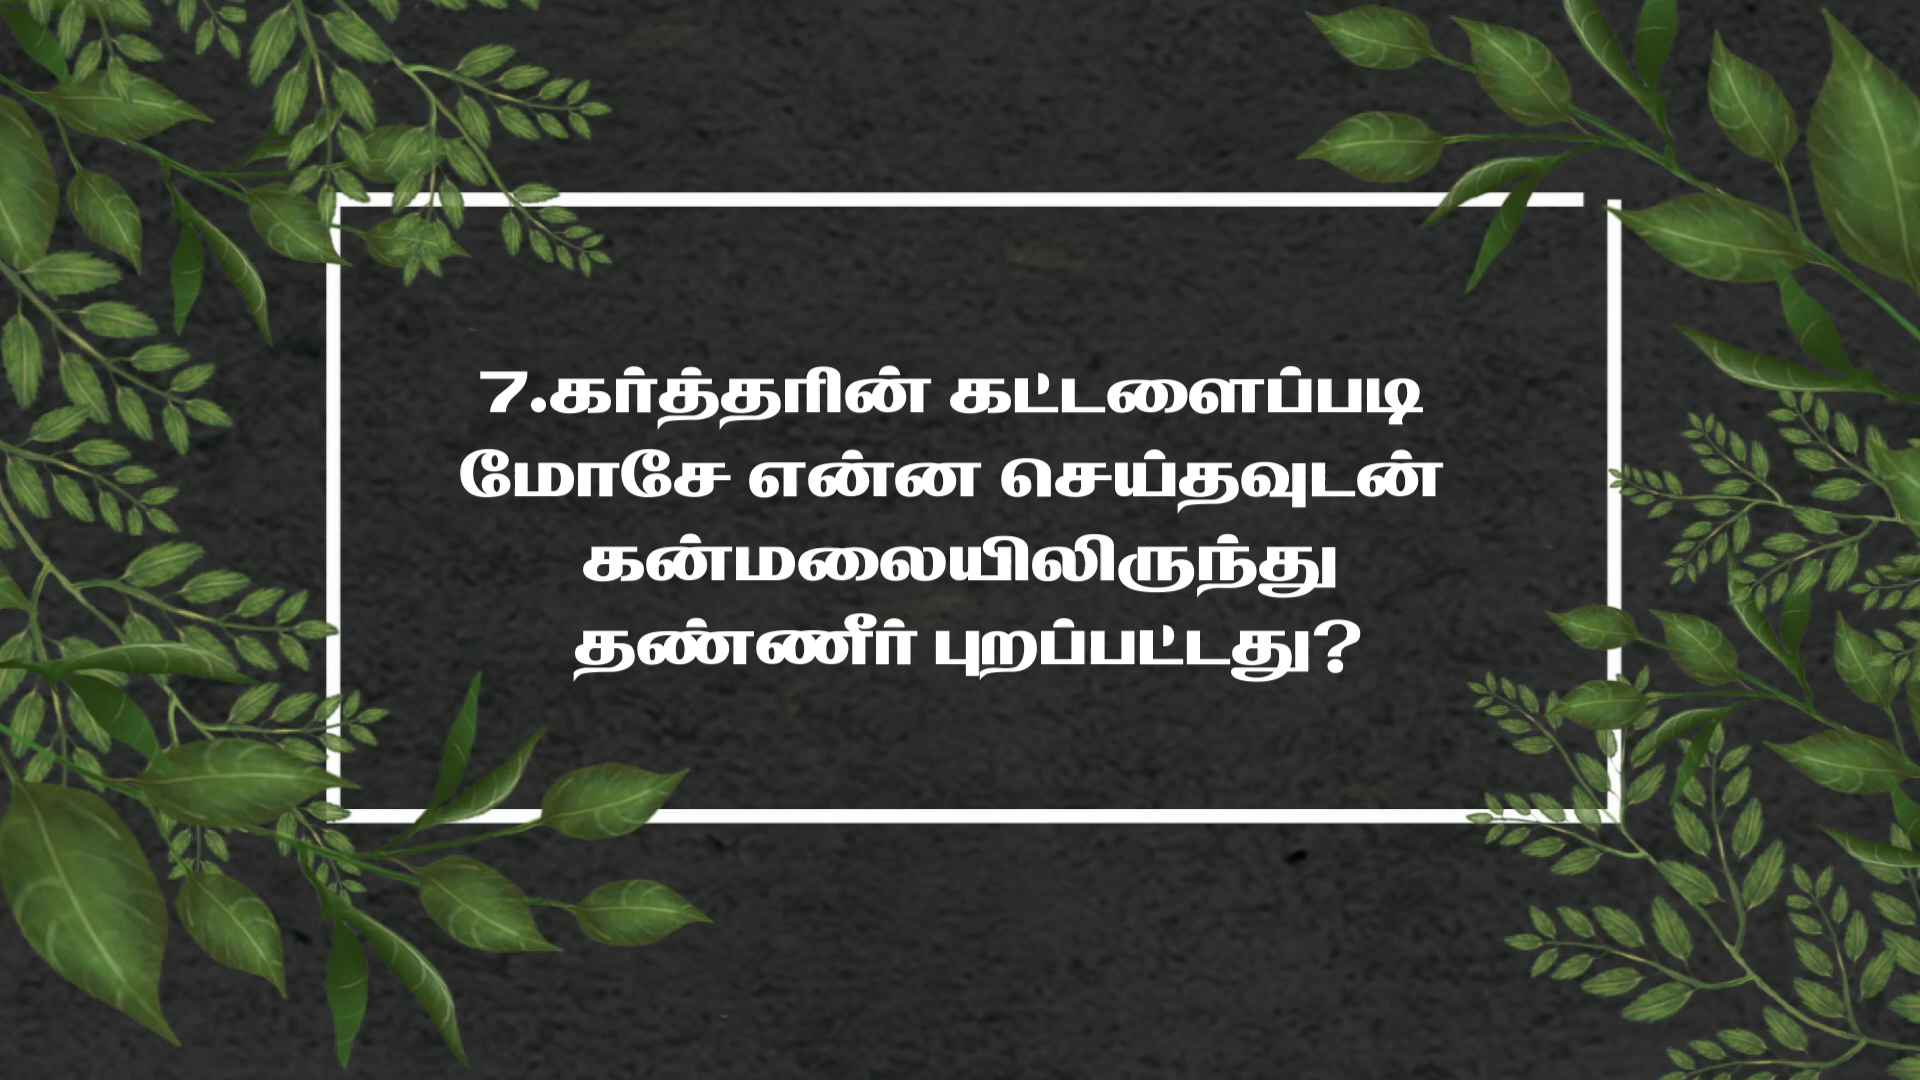 7.கர்த்தரின் கட்டளைப்படி
மோசே என்ன செய்தவுடன்
கன்மலையிலிருந்து
தண்ணீர் புறப்பட்டது?